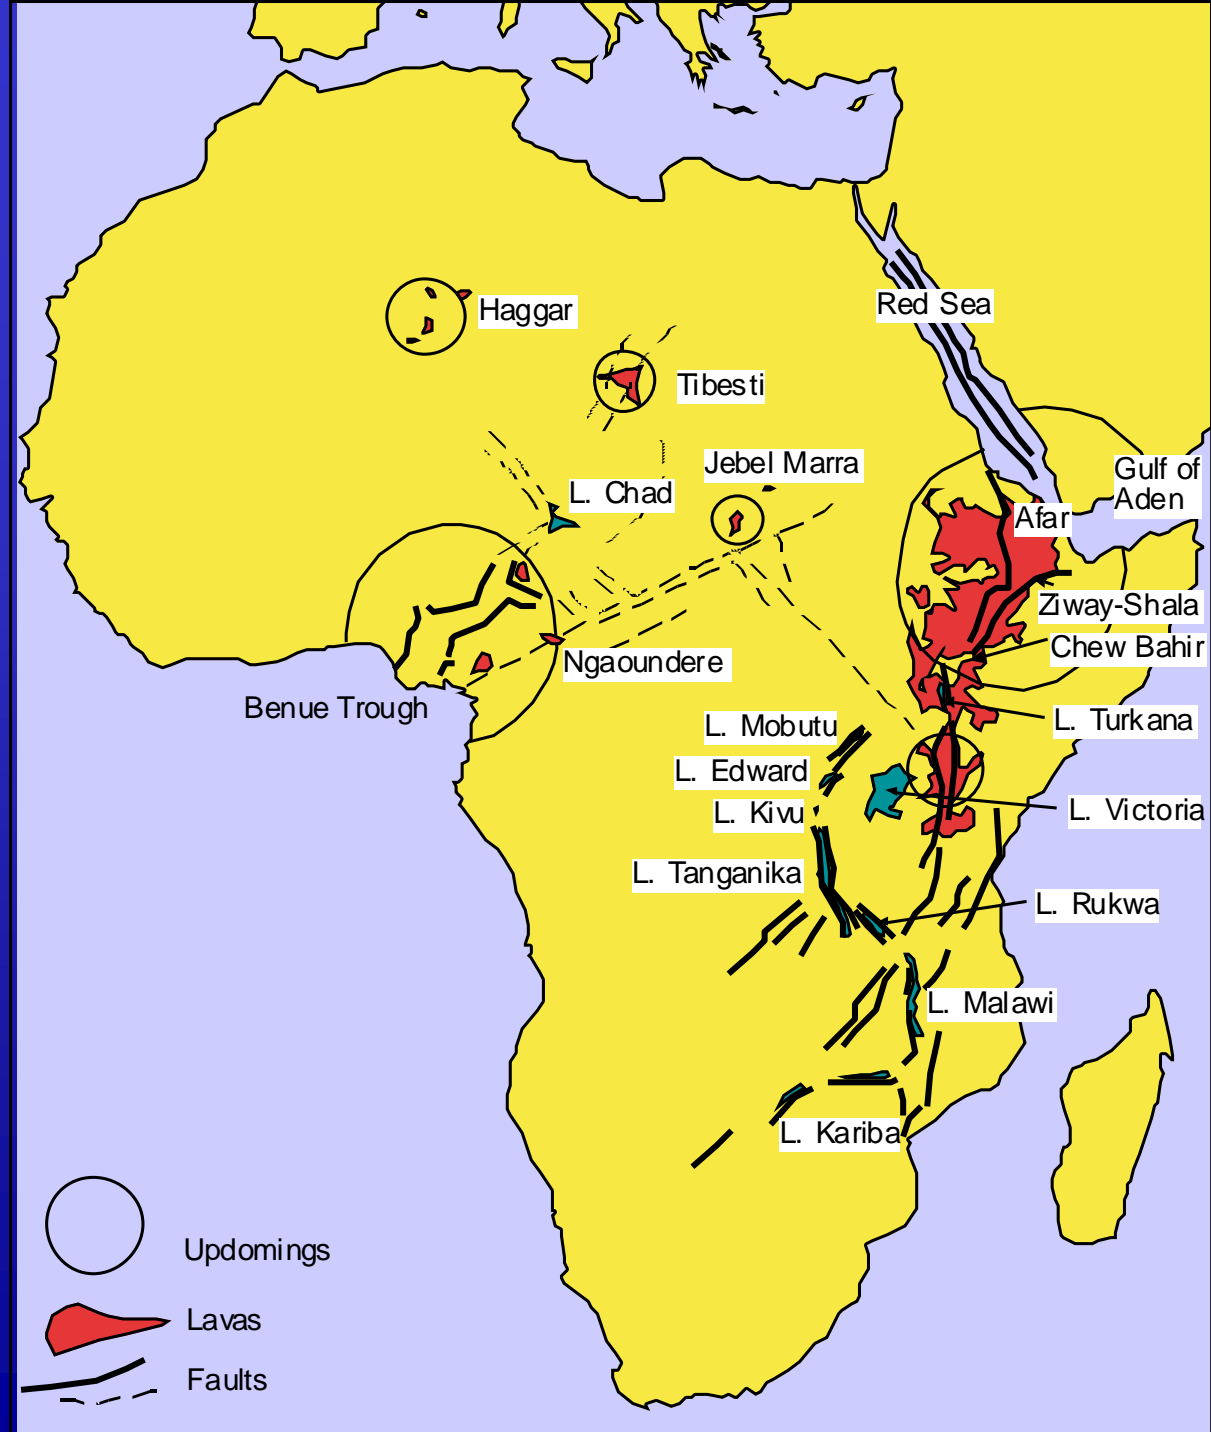 Haggar
Red Sea
Tibesti
Jebel Marra
Gulf of
Aden
L. Chad
Afar
Ziway-Shala
Chew Bahir
Ngaoundere
Benue Trough
L. Turkana
L. Mobutu
L. Edward
L. Victoria
L. Kivu
L. Tanganika
L. Rukwa
L. Malawi
L. Kariba
Updomings
Lavas
Faults